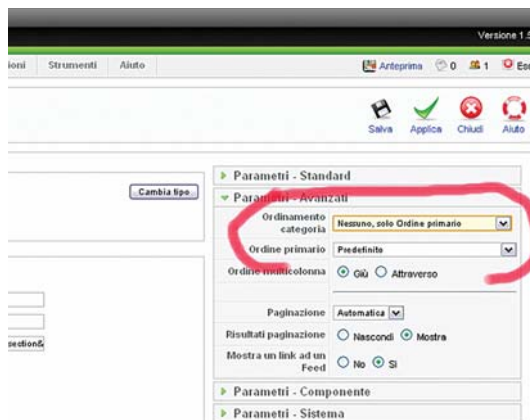 Versione 1.5
ioni Strumenti Aiuto Anteprima 0 1 Es
Salva Applica Chiudi Aiuto
Parametri - Standard
Cambia tipo
Parametri - Avanzati
Ordinamento categoria Nessuno, solo Ordine primario
Ordine primario Predefinito
Ordine multicolonna Giù Attraverso
Paginazione Automatica
Risultati paginazione Nascondi Mostra
section&
Mostra un link ad un Feed No Sì
Parametri - Componente
Parametri - Sistema